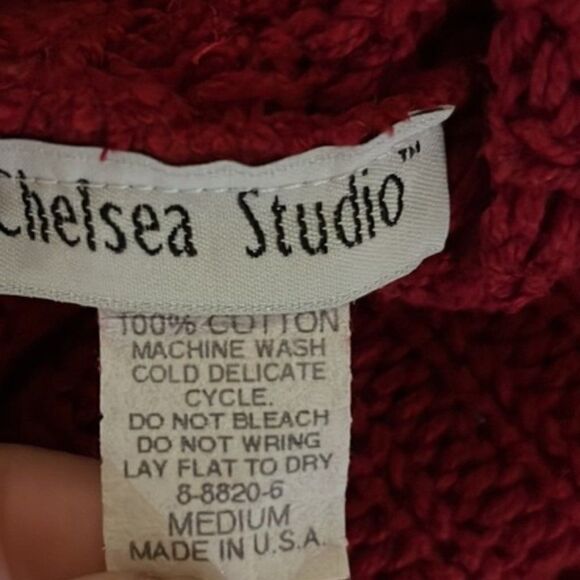 Chelsea Studio™
100% COTTON
MACHINE WASH
COLD DELICATE
CYCLE.
DO NOT BLEACH
DO NOT WRING
LAY FLAT TO DRY
8-8820-6
MEDIUM
MADE IN U.S.A.